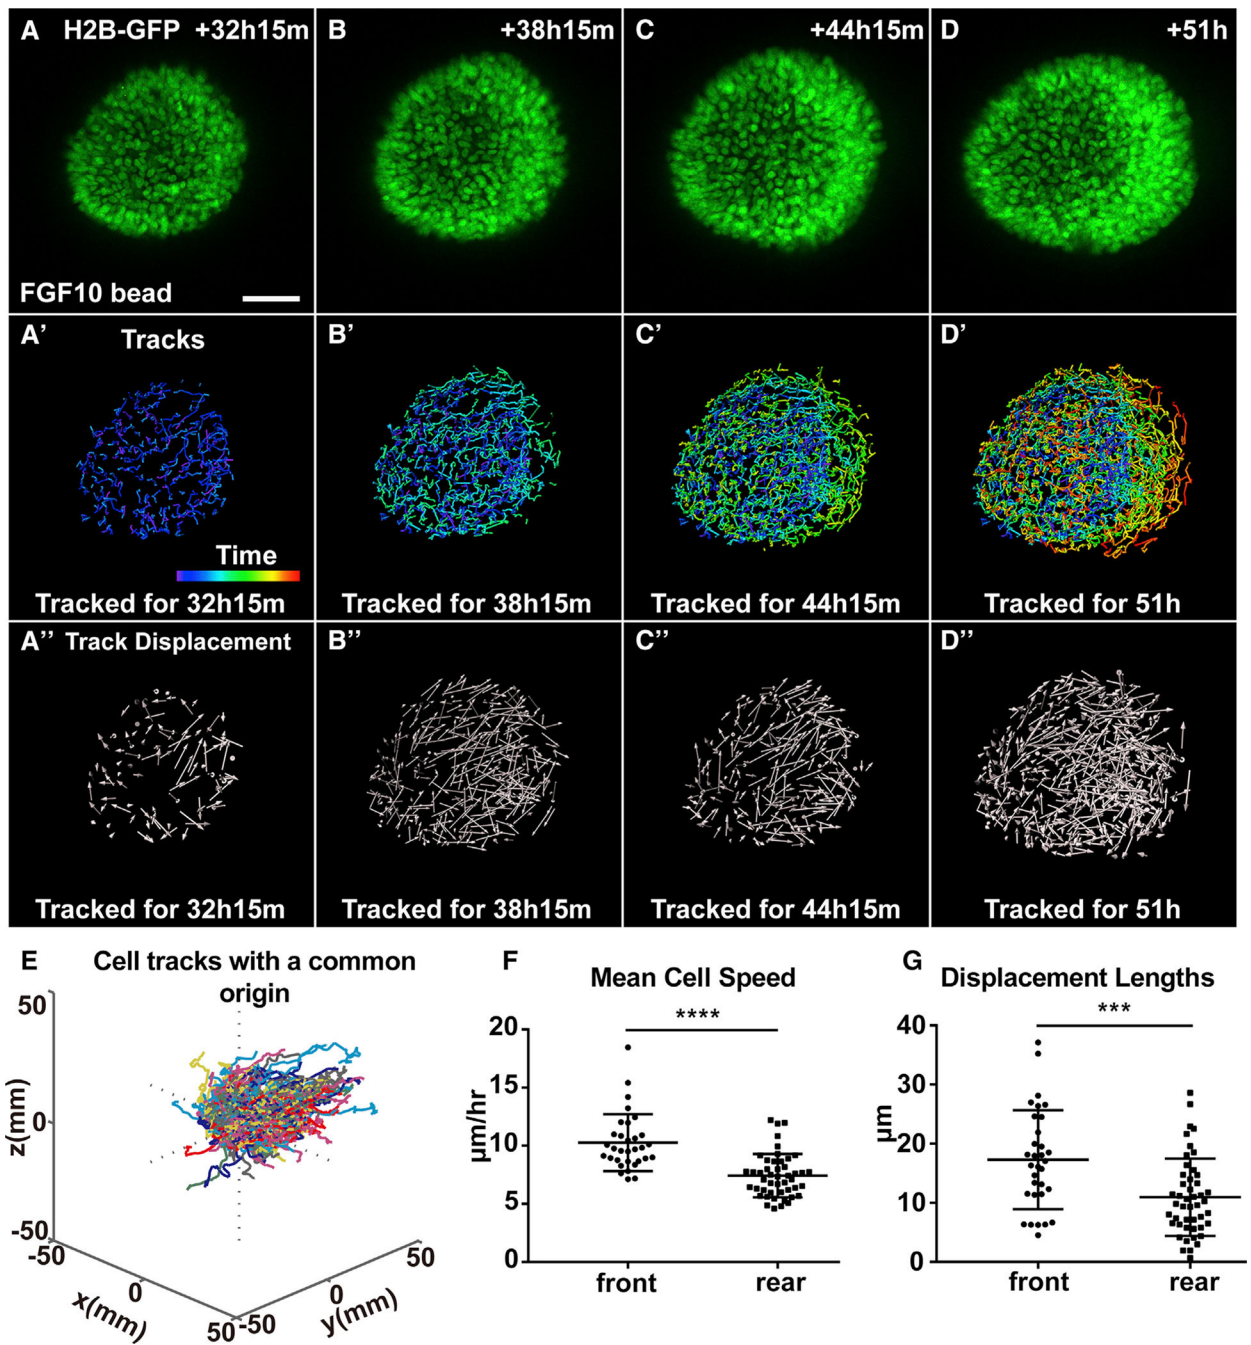 A H2B-GFP +32h15m
B +38h15m
C +44h15m
D +51h
FGF10 bead
A’ Tracks
B’
C’
D’
Time
Tracked for 32h15m
Tracked for 38h15m
Tracked for 44h15m
Tracked for 51h
A’’ Track Displacement
B’’
C’’
D’’
Tracked for 32h15m
Tracked for 38h15m
Tracked for 44h15m
Tracked for 51h
E Cell tracks with a common
origin
50
z(mm)
0
-50
-50
0
x(mm)
50
-50
0
y(mm)
50
F
Mean Cell Speed
****
20
15
10
5
0
µm/hr
front
rear
G
Displacement Lengths
***
40
30
20
10
0
µm
front
rear